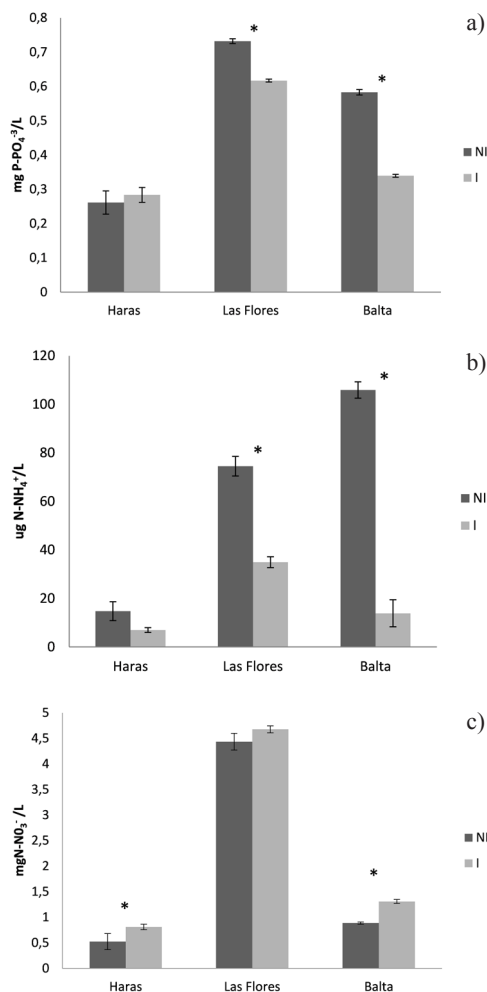 a)
0,8
0,7
0,6
0,5
0,4
0,3
0,2
0,1
0
mg P-PO₄⁻³/L
*
*
NI
I
Haras Las Flores Balta
b)
120
100
80
60
40
20
0
ug N-NH₄⁺/L
*
*
NI
I
Haras Las Flores Balta
c)
5
4,5
4
3,5
3
2,5
2
1,5
1
0,5
0
mgN-N0₃⁻/L
*
*
NI
I
Haras Las Flores Balta